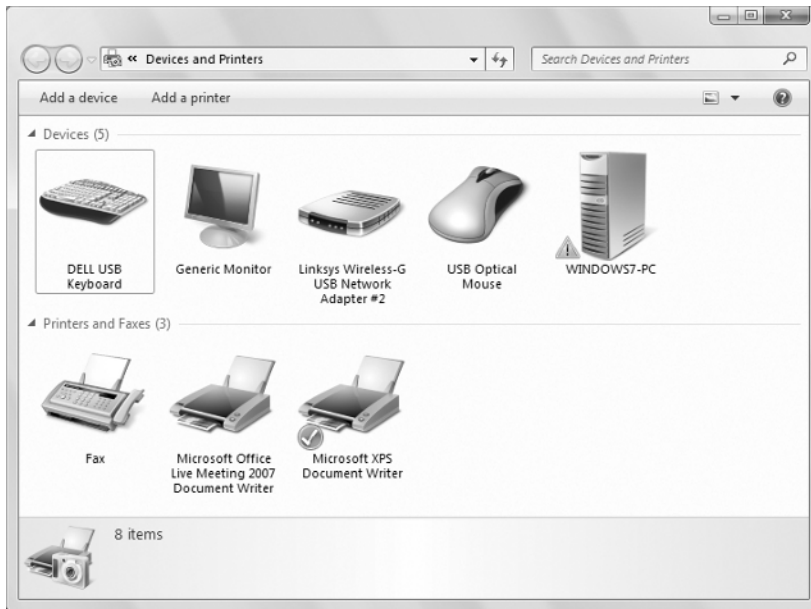 Devices and Printers
Search Devices and Printers
Add a device Add a printer
Devices (5)
DELL USB
Keyboard
Generic Monitor
Linksys Wireless-G
USB Network
Adapter #2
USB Optical
Mouse
WINDOWS7-PC
Printers and Faxes (3)
Fax
Microsoft Office
Live Meeting 2007
Document Writer
Microsoft XPS
Document Writer
8 items